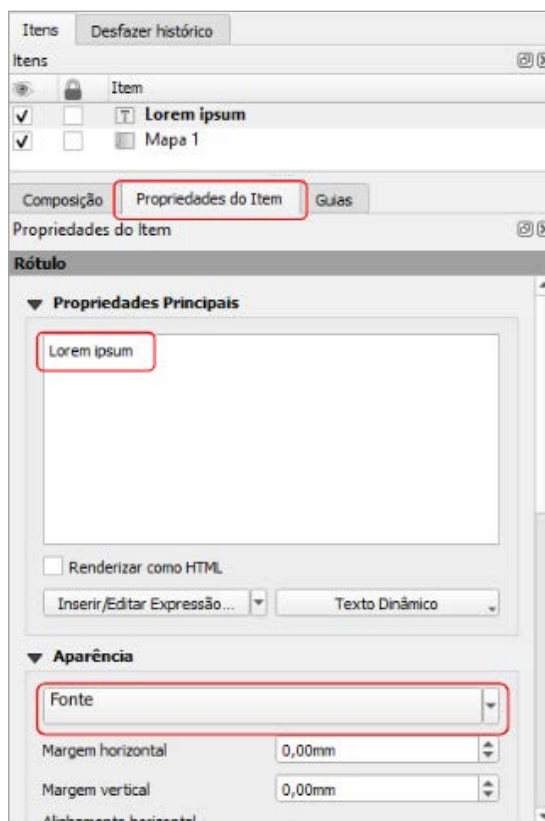 Itens Desfazer histórico
Itens
Item
T Lorem ipsum
Mapa 1
Composição Propriedades do Item Guias
Propriedades do Item
Rótulo
Propriedades Principais
Lorem ipsum
Renderizar como HTML
Inserir/Editar Expressão... Texto Dinâmico
Aparência
Fonte
Margem horizontal 0,00mm
Margem vertical 0,00mm
Alinhamento horizontal